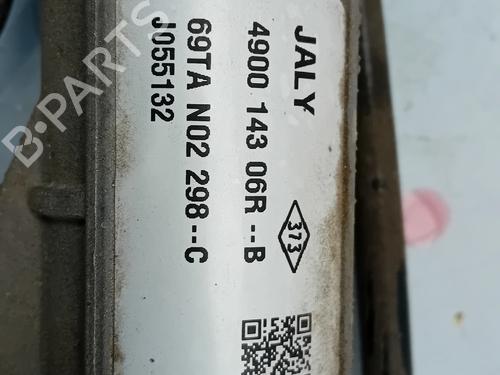 JALY
4900 143 06R--B
373
69TA N02 298--C
J055132
B-PARTS